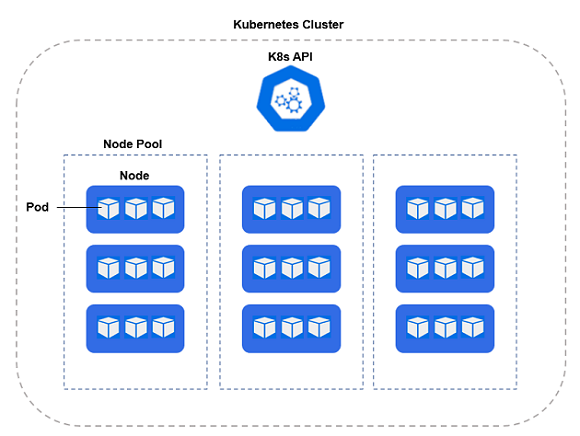 Kubernetes Cluster
K8s API
Node Pool
Node
Pod